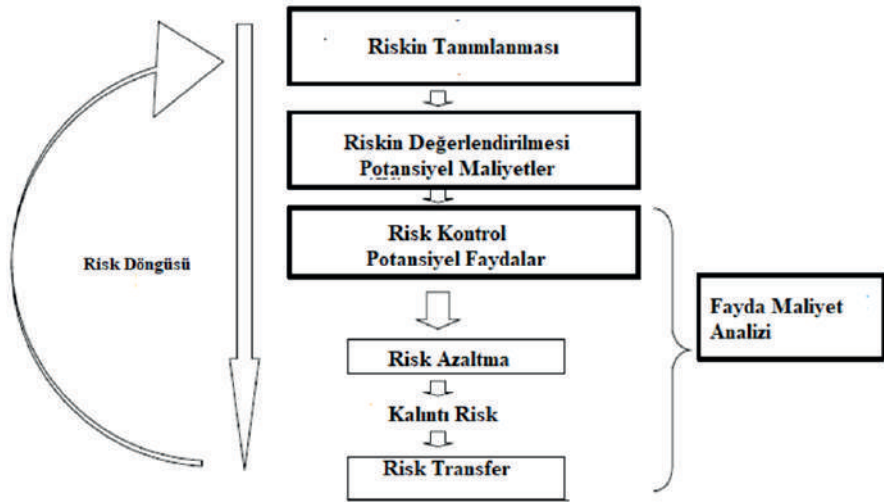 Riskin Tanımlanması
Riskin Değerlendirilmesi
Potansiyel Maliyetler
Risk Kontrol
Potansiyel Faydalar
Risk Döngüsü
Fayda Maliyet
Analizi
Risk Azaltma
Kalıntı Risk
Risk Transfer